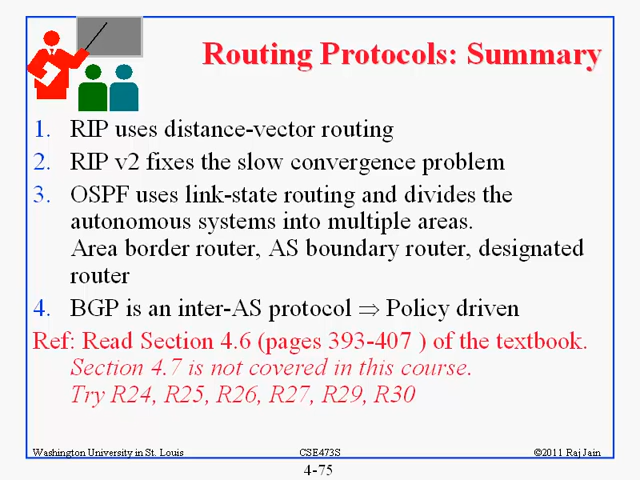 Routing Protocols: Summary
1. RIP uses distance-vector routing
2. RIP v2 fixes the slow convergence problem
3. OSPF uses link-state routing and divides the
autonomous systems into multiple areas.
Area border router, AS boundary router, designated
router
4. BGP is an inter-AS protocol ⇒ Policy driven
Ref: Read Section 4.6 (pages 393-407 ) of the textbook.
Section 4.7 is not covered in this course.
Try R24, R25, R26, R27, R29, R30
Washington University in St. Louis CSE473S ©2011 Raj Jain
4-75